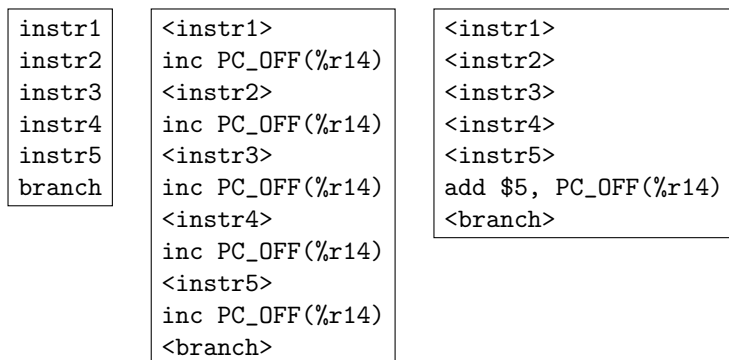 instr1
instr2
instr3
instr4
instr5
branch
<instr1>
inc PC_OFF(%r14)
<instr2>
inc PC_OFF(%r14)
<instr3>
inc PC_OFF(%r14)
<instr4>
inc PC_OFF(%r14)
<instr5>
inc PC_OFF(%r14)
<branch>
<instr1>
<instr2>
<instr3>
<instr4>
<instr5>
add $5, PC_OFF(%r14)
<branch>